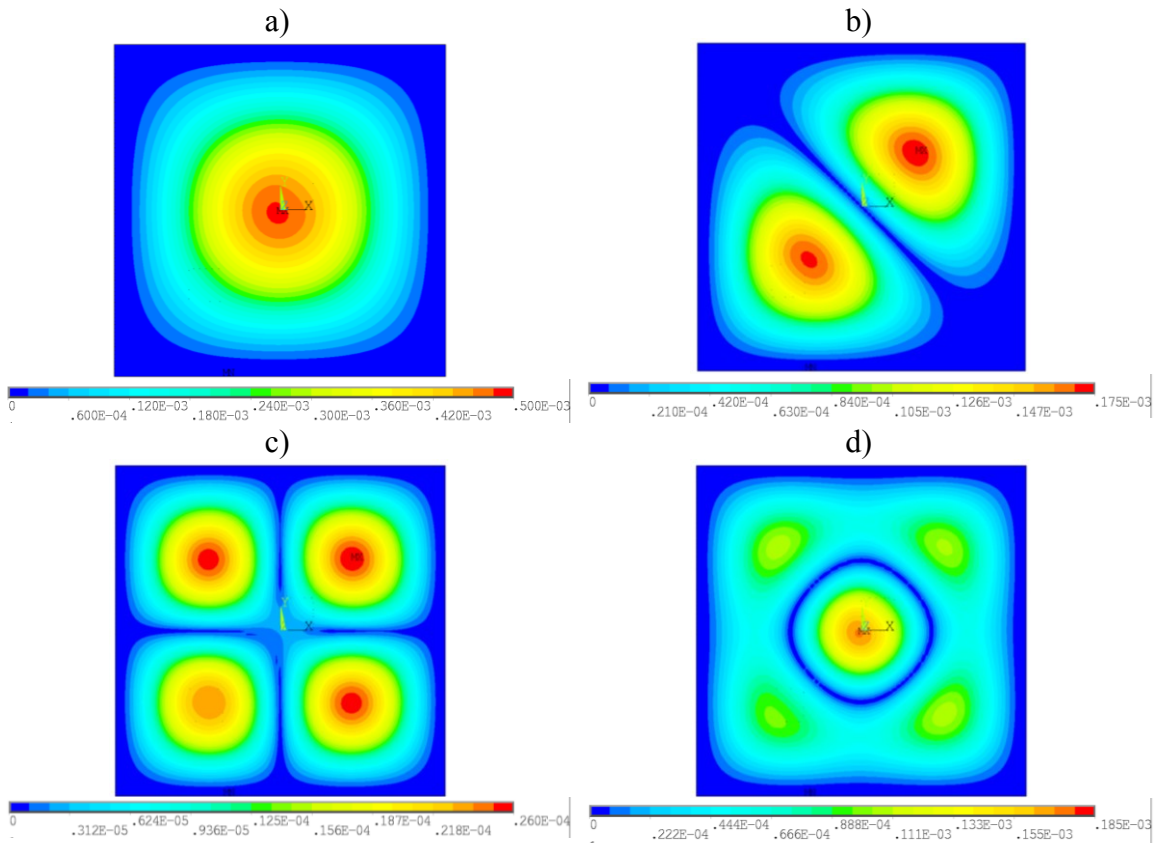 a)
b)
X
X
0 .120E-03 .240E-03 .360E-03 .500E-03
.600E-04 .180E-03 .300E-03 .420E-03
0 .420E-04 .840E-04 .126E-03 .175E-03
.210E-04 .630E-04 .105E-03 .147E-03
c)
d)
Y
X
X
0 .624E-05 .125E-04 .187E-04 .260E-04
.312E-05 .936E-05 .156E-04 .218E-04
0 .444E-04 .888E-04 .133E-03 .185E-03
.222E-04 .666E-04 .111E-03 .155E-03